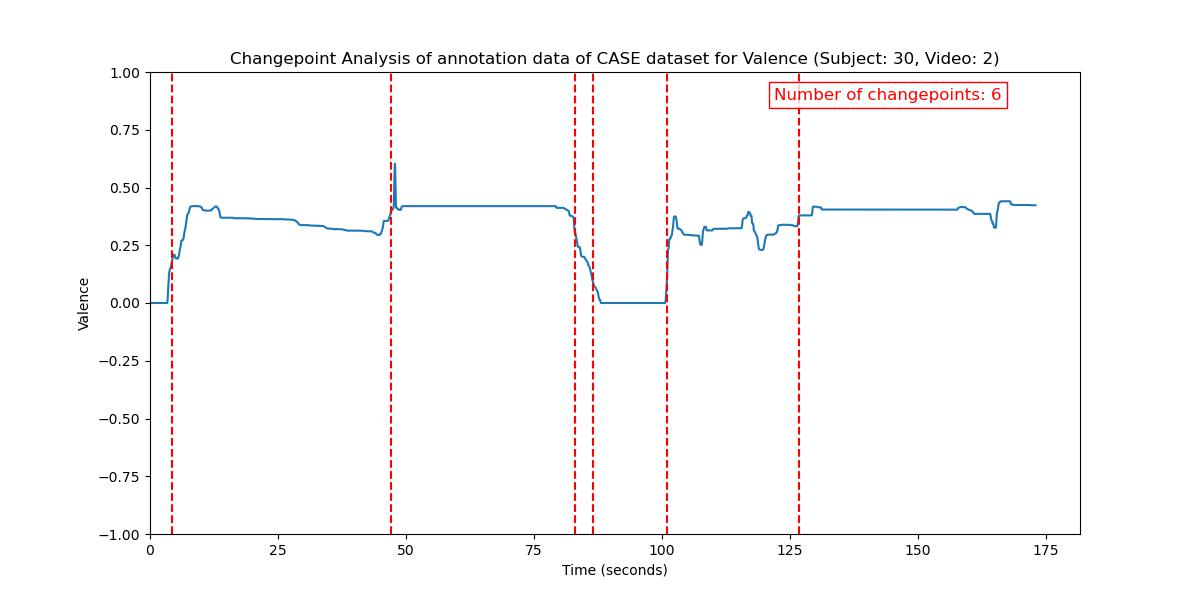 Changepoint Analysis of annotation data of CASE dataset for Valence (Subject: 30, Video: 2)
Number of changepoints: 6
1.00
0.75
0.50
0.25
0.00
−0.25
−0.50
−0.75
−1.00
Valence
0 25 50 75 100 125 150 175
Time (seconds)